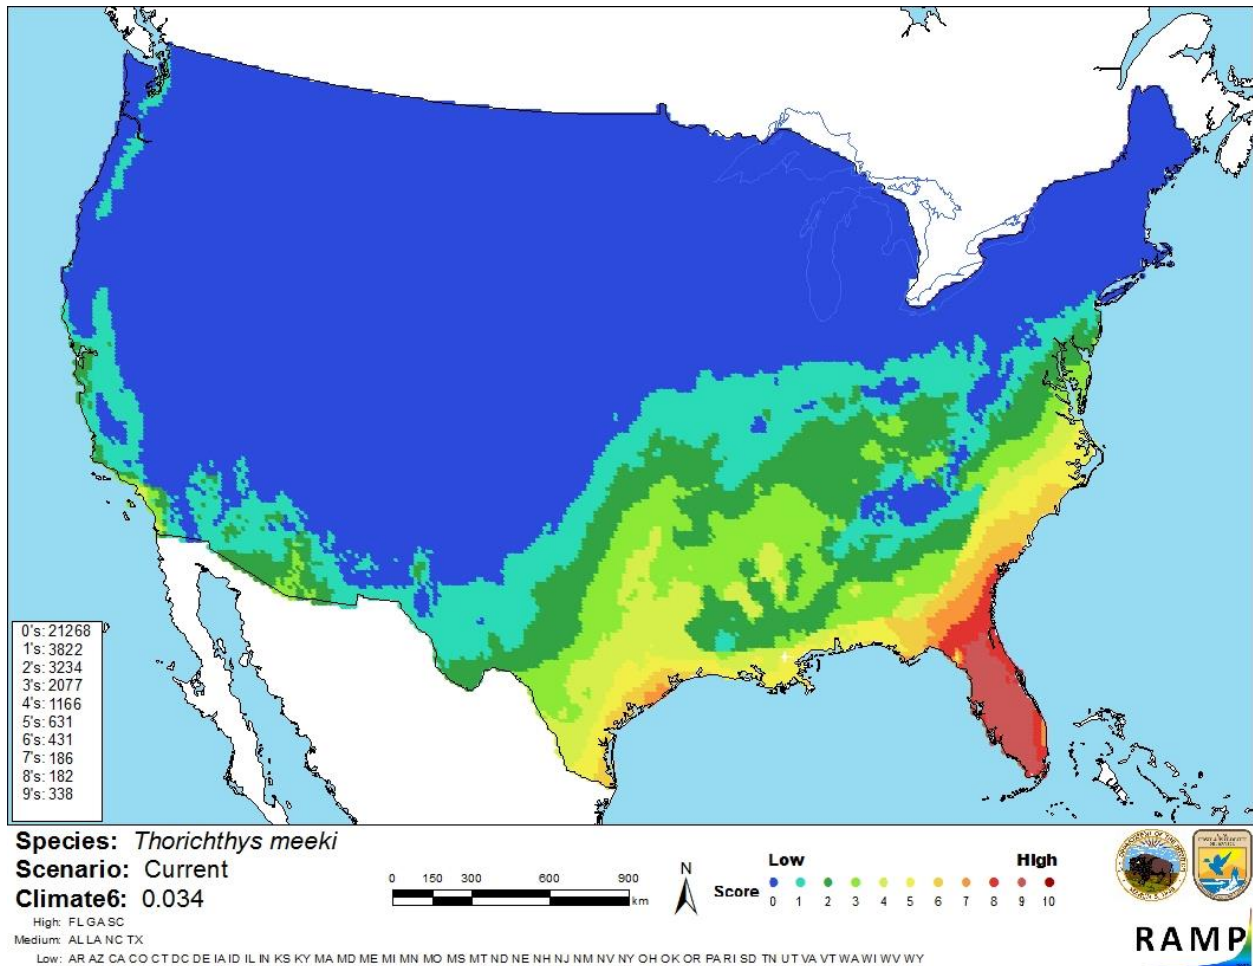 0's: 21268
1's: 3822
2's: 3234
3's: 2077
4's: 1166
5's: 631
6's: 431
7's: 186
8's: 182
9's: 338
Species: Thorichthys meeki
Scenario: Current
Climate6: 0.034
High: FL GA SC
Medium: AL LA NC TX
Low: AR AZ CA CO CT DC DE IA ID IL IN KS KY MA MD ME MI MN MO MS MT ND NE NH NJ NM NV NY OH OK OR PA RI SD TN UT VA VT WA WI WV WY
0 150 300 600 900
km
N
Low High
Score 0 1 2 3 4 5 6 7 8 9 10
RAMP